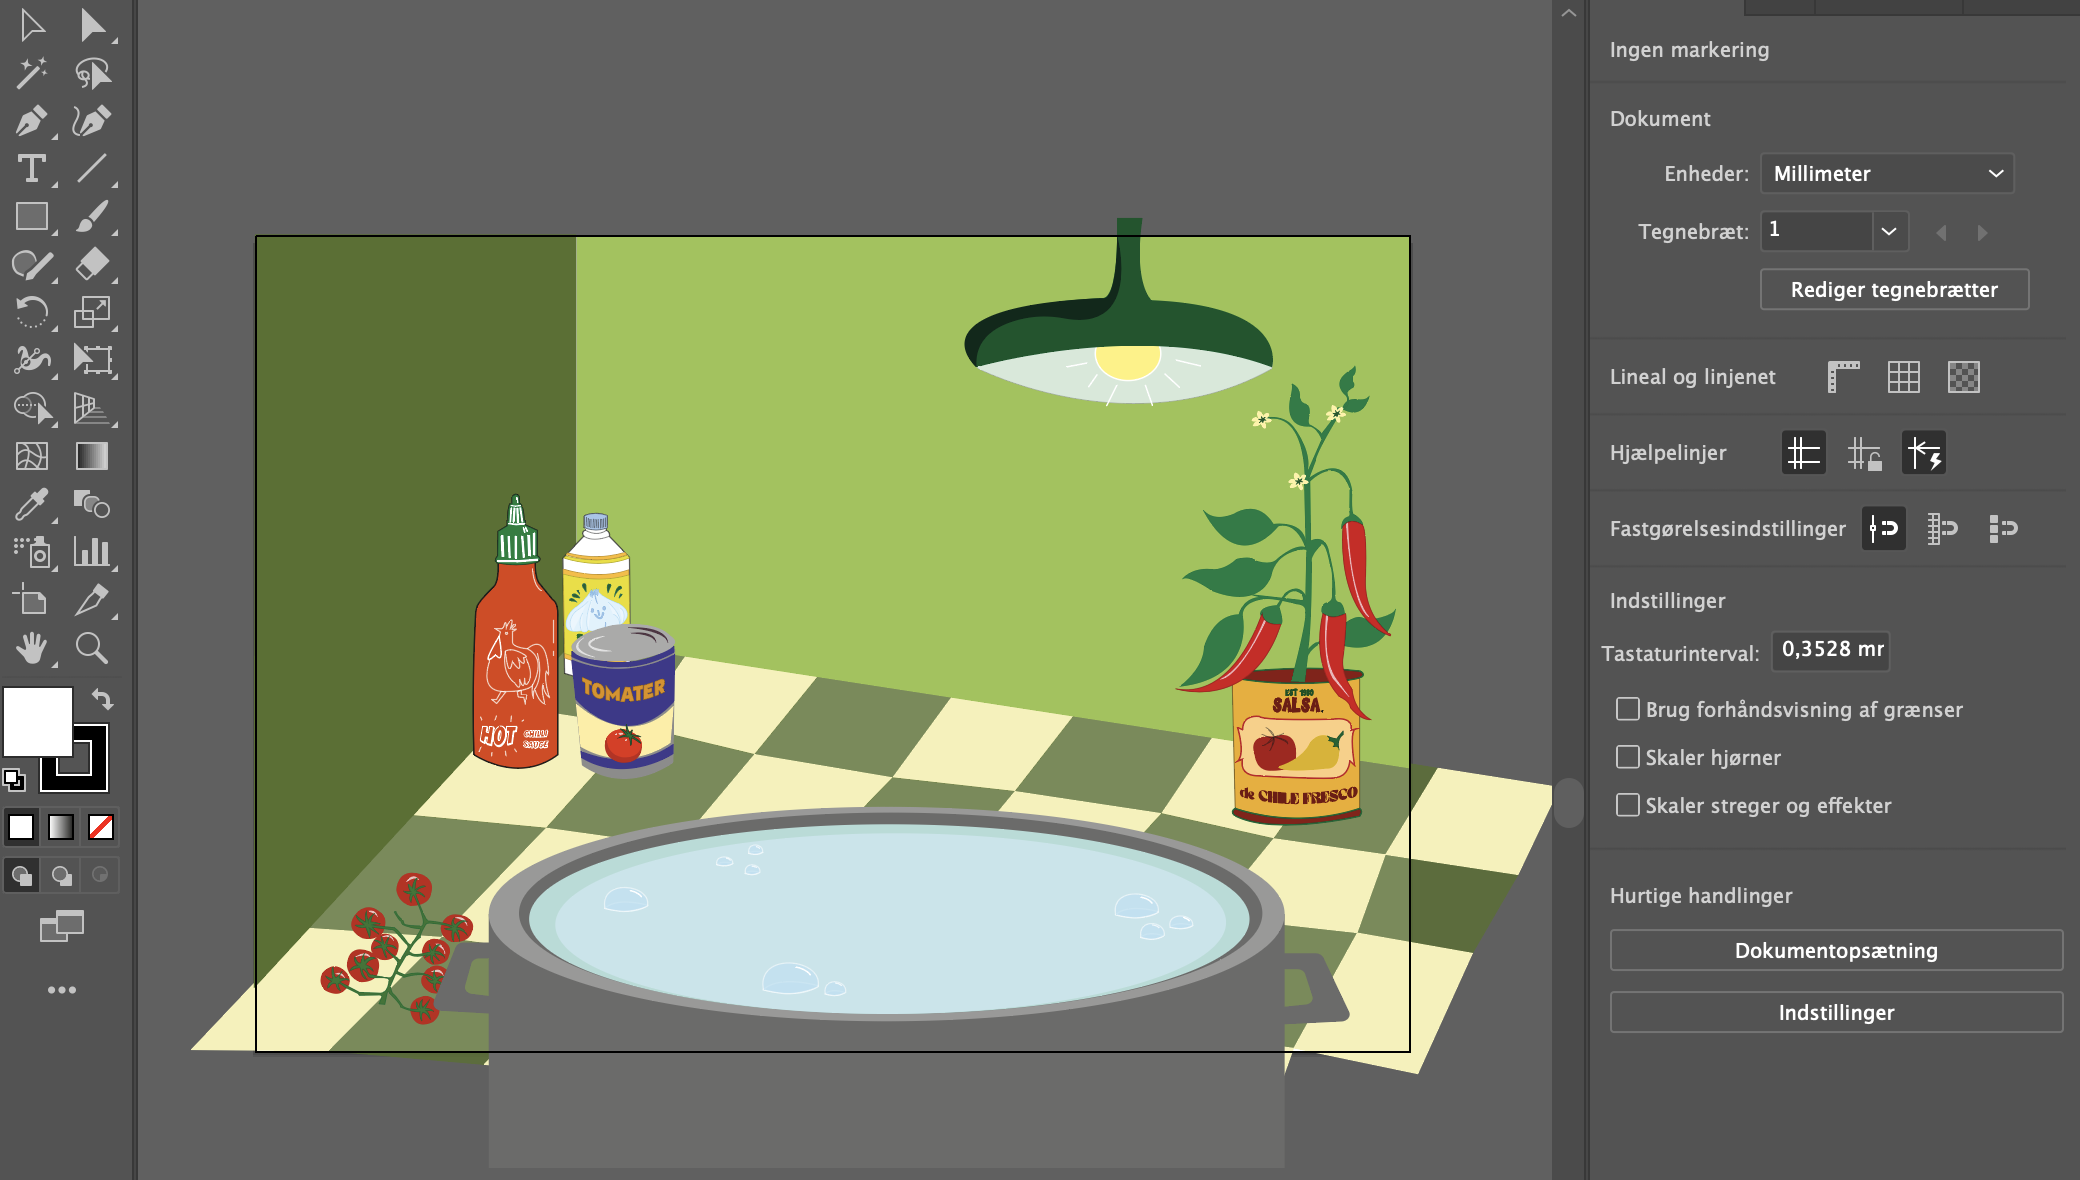 Ingen markering
Dokument
Enheder: Millimeter
Tegnebræt: 1
Rediger tegnebrætter
Lineal og linjenet
Hjælpelinjer
Fastgørelsesindstillinger
Indstillinger
Tastaturinterval: 0,3528 mr
Brug forhåndsvisning af grænser
Skaler hjørner
Skaler streger og effekter
Hurtige handlinger
Dokumentopsætning
Indstillinger
TOMATER
HOT CHILLI
SAUCE
EST 1980
SALSA.
de CHILE FRESCO